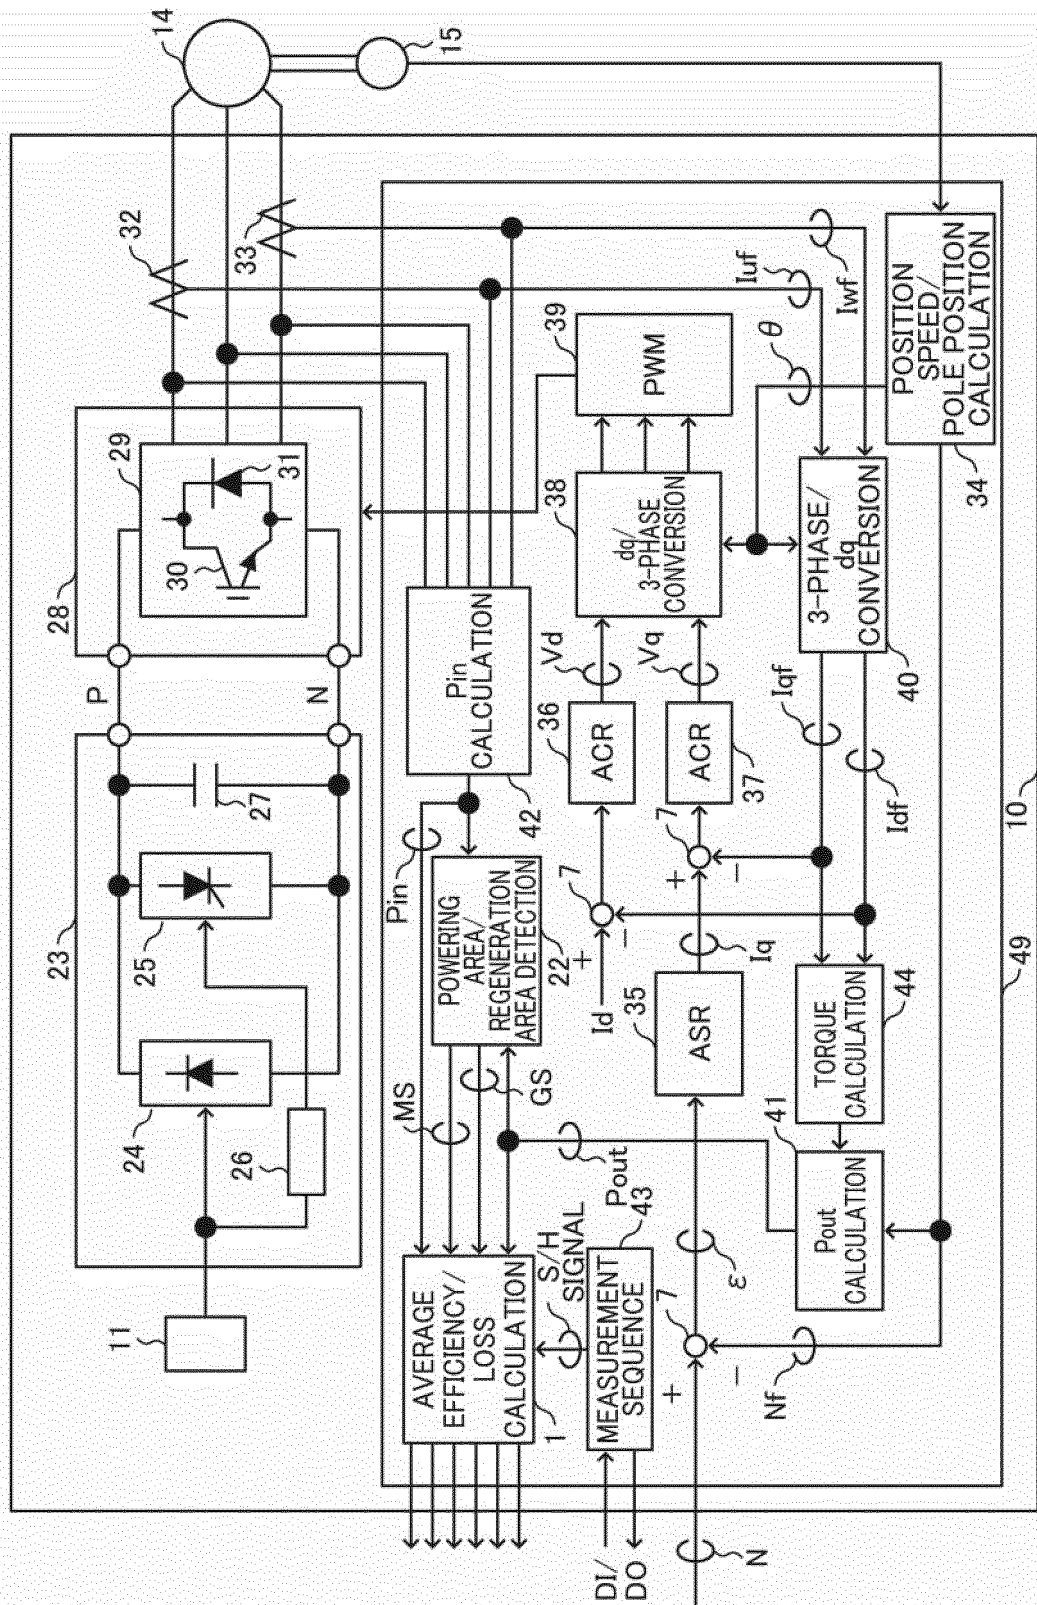 14
15
32
33
28
29
31
30
P
N
23
27
25
24
26
11
39
PWM
θ
Iuf
Iwf
POSITION
SPEED/
POLE POSITION
CALCULATION
34
38
dq/
3-PHASE
CONVERSION
3-PHASE/
dq
CONVERSION
40
Pin
CALCULATION
42
Vd
Vq
36
ACR
ACR
37
Iqf
Idf
Pin
POWERING
AREA/
REGENERATION
AREA DETECTION
22
7
+
−
Id
7
+
−
Iq
35
ASR
TORQUE
CALCULATION
44
MS
GS
Pout
41
Pout
CALCULATION
AVERAGE
EFFICIENCY/
LOSS
CALCULATION
1
S/H
SIGNAL
43
MEASUREMENT
SEQUENCE
ε
7
+
−
Nf
DI/
DO
N
10
49